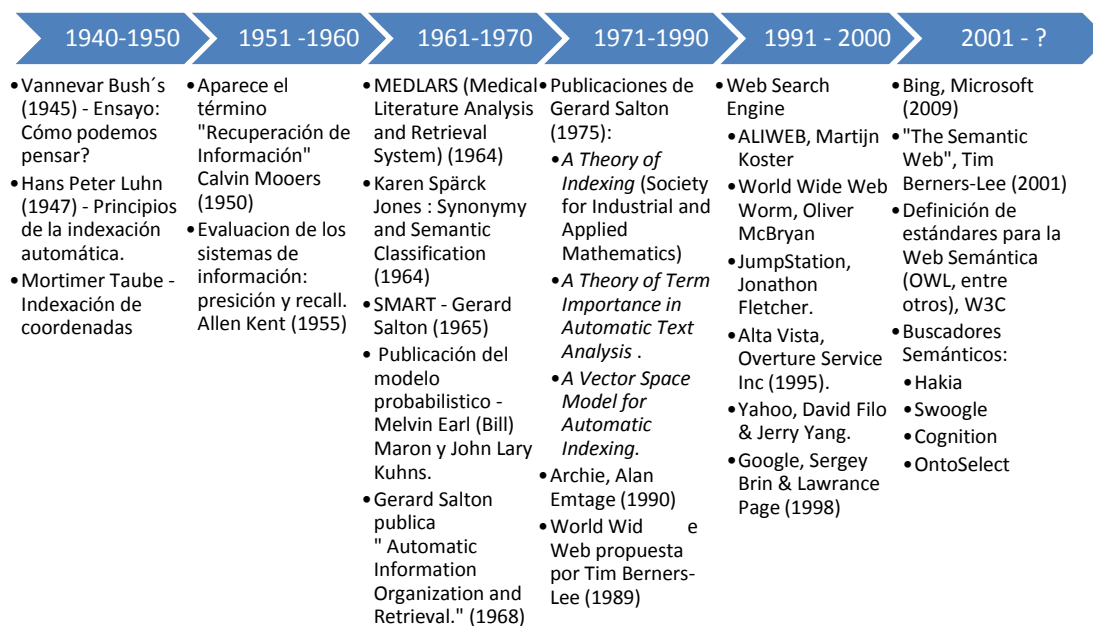 1940-1950
1951 -1960
1961-1970
1971-1990
1991 - 2000
2001 - ?
•Vannevar Bush´s
(1945) - Ensayo:
Cómo podemos
pensar?
•Hans Peter Luhn
(1947) - Principios
de la indexación
automática.
•Mortimer Taube -
Indexación de
coordenadas
•Aparece el
término
"Recuperación de
Información"
Calvin Mooers
(1950)
•Evaluacion de los
sistemas de
información:
presición y recall.
Allen Kent (1955)
•MEDLARS (Medical
Literature Analysis
and Retrieval
System) (1964)
•Karen Spärck
Jones : Synonymy
and Semantic
Classification
(1964)
•SMART - Gerard
Salton (1965)
• Publicación del
modelo
probabilistico -
Melvin Earl (Bill)
Maron y John Lary
Kuhns.
•Gerard Salton
publica
" Automatic
Information
Organization and
Retrieval." (1968)
•Publicaciones de
Gerard Salton
(1975):
•A Theory of
Indexing (Society
for Industrial and
Applied
Mathematics)
•A Theory of Term
Importance in
Automatic Text
Analysis .
•A Vector Space
Model for
Automatic
Indexing.
•Archie, Alan
Emtage (1990)
•World Wid e
Web propuesta
por Tim Berners-
Lee (1989)
•Web Search
Engine
•ALIWEB, Martijn
Koster
•World Wide Web
Worm, Oliver
McBryan
•JumpStation,
Jonathon
Fletcher.
•Alta Vista,
Overture Service
Inc (1995).
•Yahoo, David Filo
& Jerry Yang.
•Google, Sergey
Brin & Lawrance
Page (1998)
•Bing, Microsoft
(2009)
•"The Semantic
Web", Tim
Berners-Lee (2001)
•Definición de
estándares para la
Web Semántica
(OWL, entre
otros), W3C
•Buscadores
Semánticos:
•Hakia
•Swoogle
•Cognition
•OntoSelect